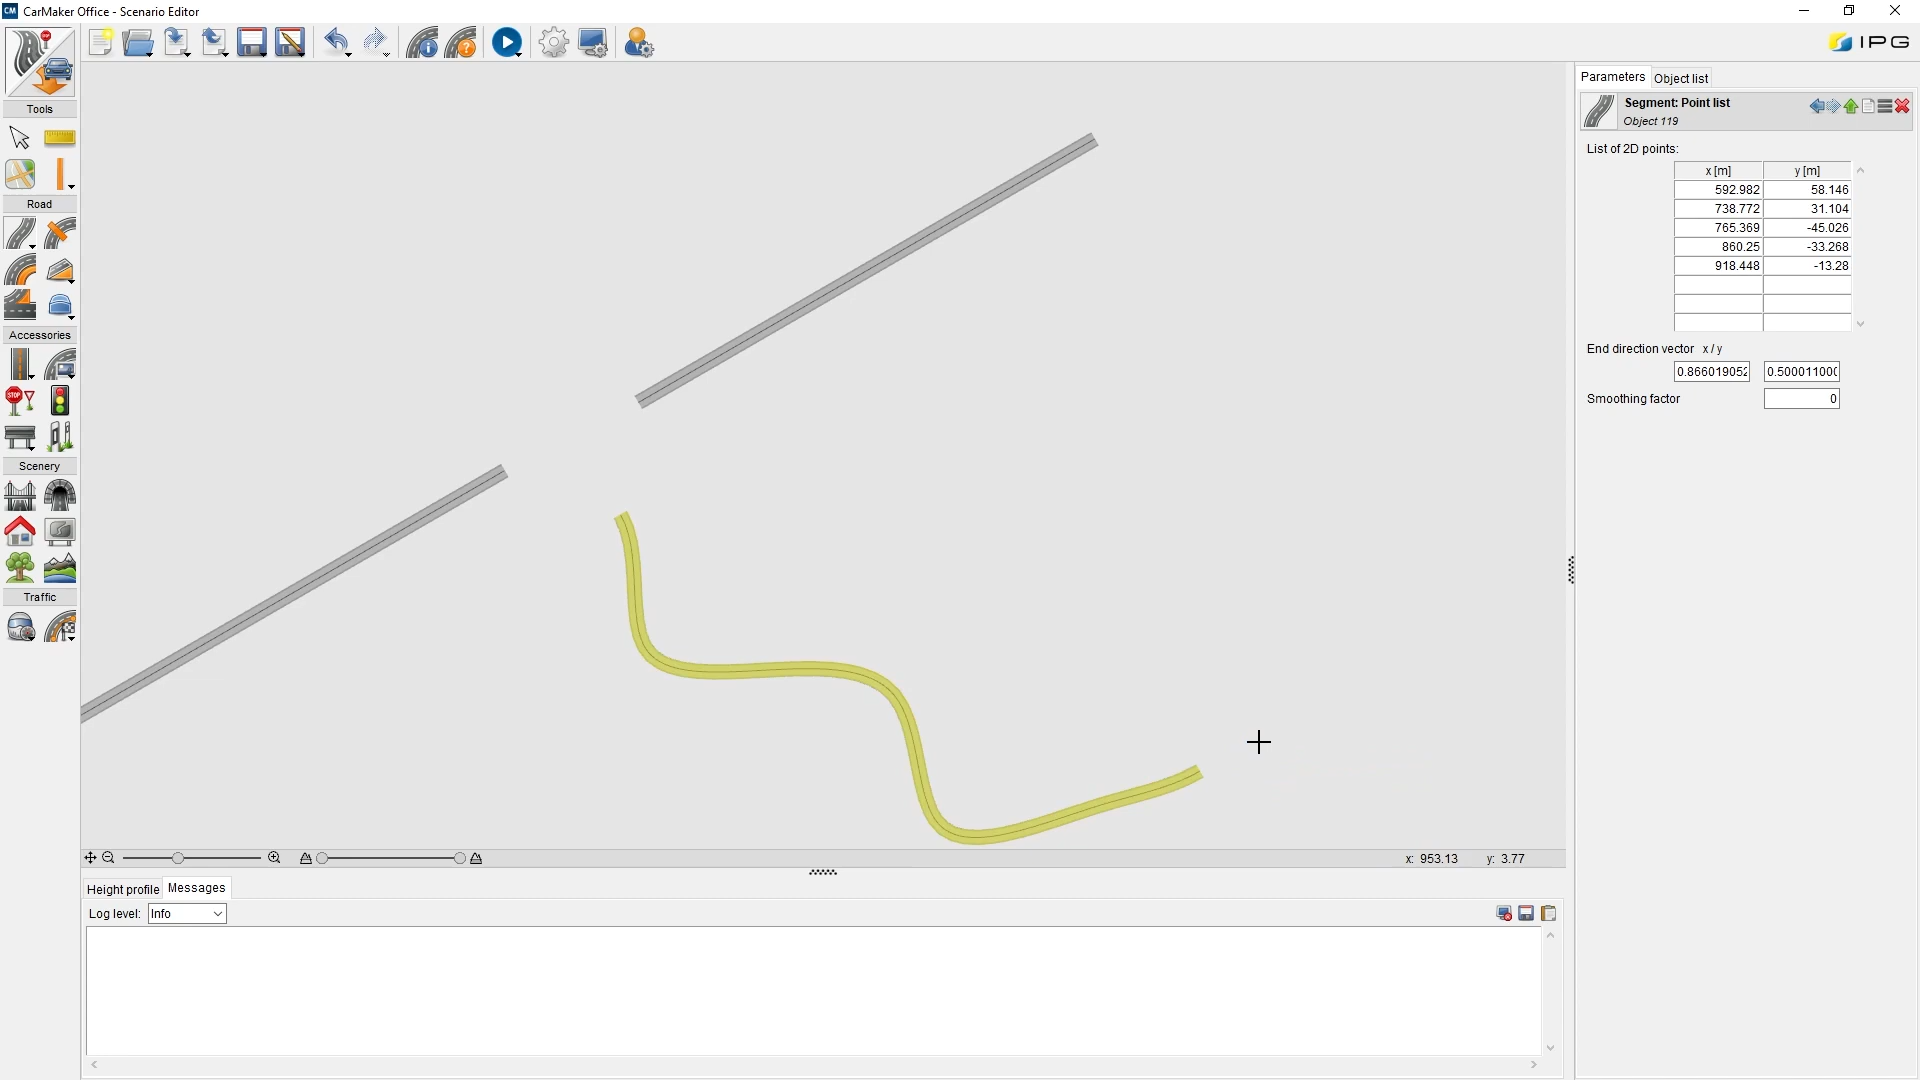 CM CarMaker Office - Scenario Editor
IPG
Tools
Road
Accessories
STOP
Scenery
Traffic
Parameters Object list
Segment: Point list
Object 119
List of 2D points:
x [m] y [m]
592.982 58.146
738.772 31.104
765.369 -45.026
860.25 -33.268
918.448 -13.28
End direction vector x / y
0.866019052 0.500011000
Smoothing factor 0
x: 953.13 y: 3.77
Height profile Messages
Log level: Info